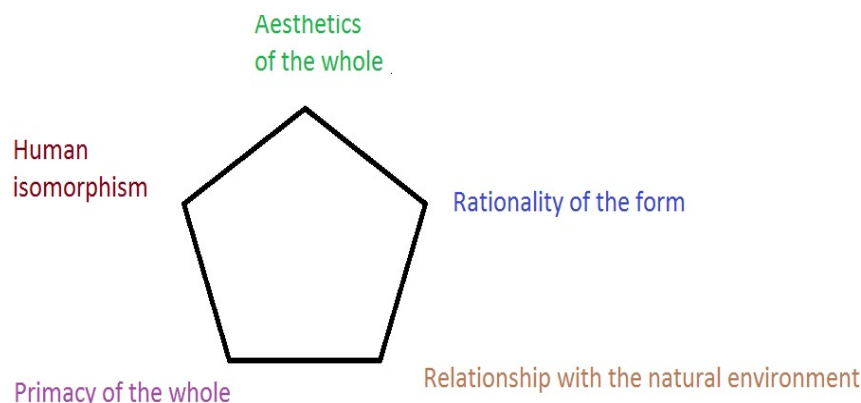 Aesthetics
of the whole
Human
isomorphism
Rationality of the form
Relationship with the natural environment
Primacy of the whole